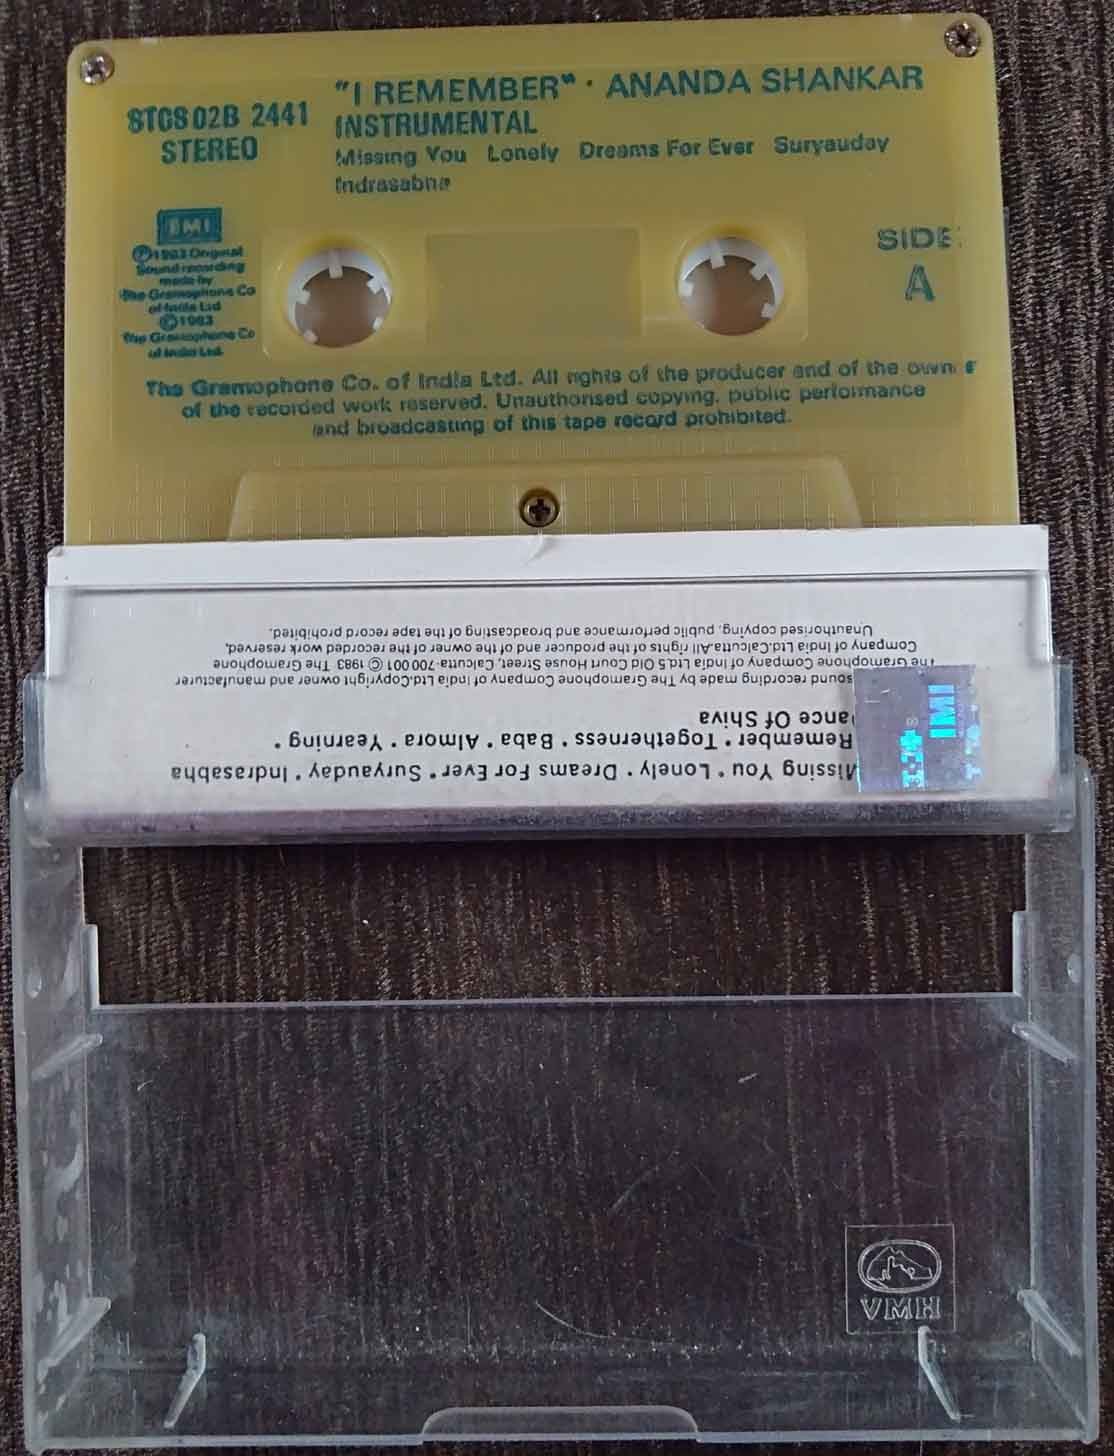 "I REMEMBER" · ANANDA SHANKAR
INSTRUMENTAL
STCS 02B 2441
STEREO
Missing You Lonely Dreams For Ever Suryauday
Indrasabha
EMI
Ⓟ1983 Original
Sound recording
made by
The Gramophone Co
of India Ltd
©1983
The Gramophone Co
of India Ltd.
SIDE:
A
The Gramophone Co. of India Ltd. All rights of the producer and of the owner
of the recorded work reserved. Unauthorised copying, public performance
and broadcasting of this tape record prohibited.
Missing You * Lonely * Dreams For Ever * Suryauday * Indrasabha
Remember * Togetherness * Baba * Almora * Yearning *
Dance Of Shiva
sound recording made by The Gramophone Company of India Ltd.Copyright owner and manufacturer
The Gramophone Company of India Ltd.5 Old Court House Street, Calcutta-700 001 © 1983 The Gramophone
Company of India Ltd.Calcutta.All rights of the producer and of the owner of the recorded work reserved,
Unauthorised copying, public performance and broadcasting of the tape record prohibited.
EMI
VMH